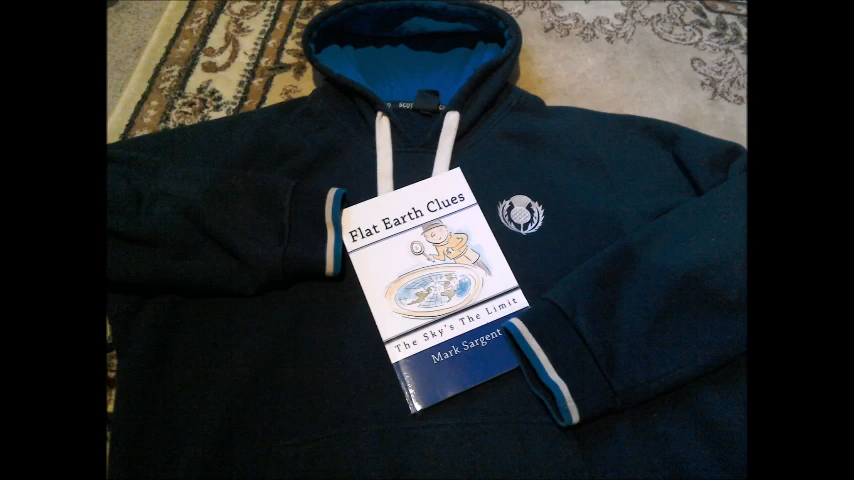 Flat Earth Clues
The Sky's The Limit
Mark Sargent